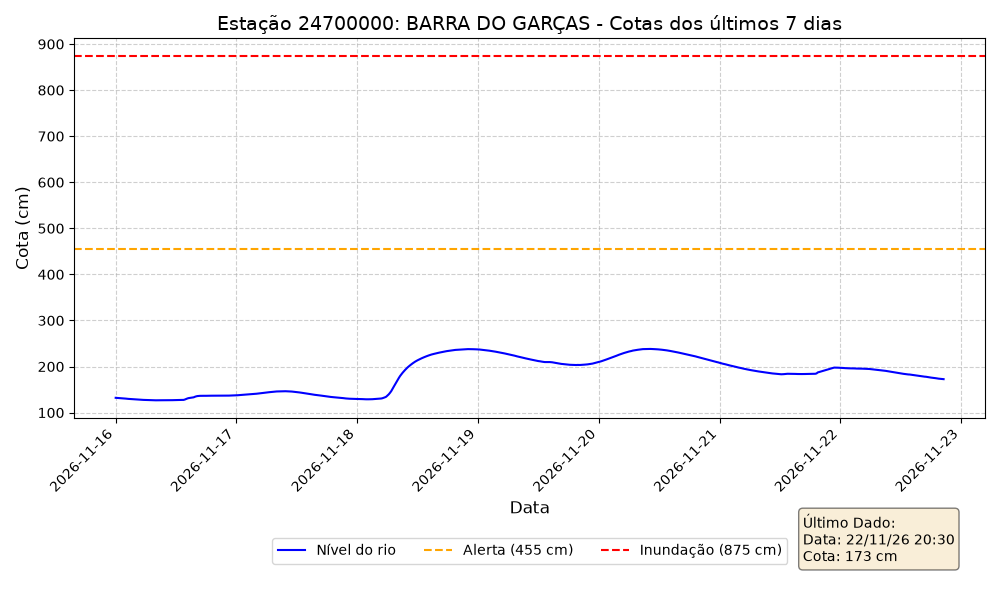 Estação 24700000: BARRA DO GARÇAS - Cotas dos últimos 7 dias
Cota (cm)
900
800
700
600
500
400
300
200
100
2026-11-16
2026-11-17
2026-11-18
2026-11-19
2026-11-20
2026-11-21
2026-11-22
2026-11-23
Data
Nível do rio
Alerta (455 cm)
Inundação (875 cm)
Último Dado:
Data: 22/11/26 20:30
Cota: 173 cm